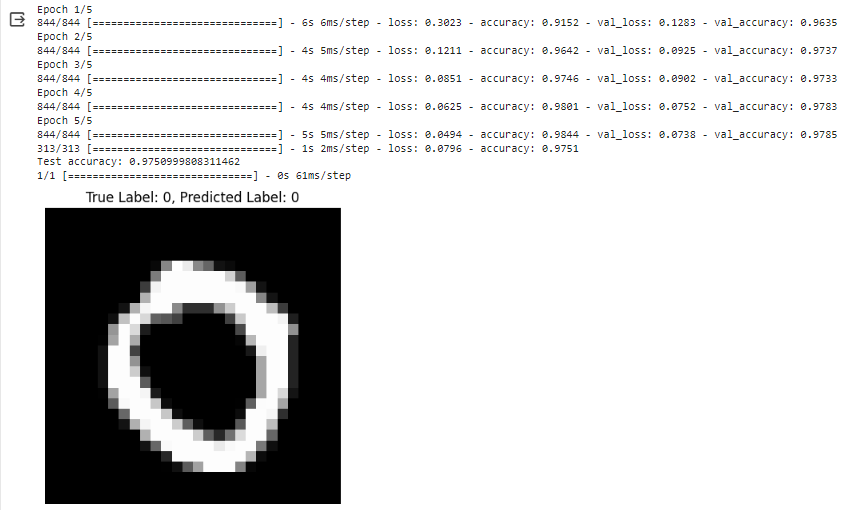 Epoch 1/5
844/844 [==============================] - 6s 6ms/step - loss: 0.3023 - accuracy: 0.9152 - val_loss: 0.1283 - val_accuracy: 0.9635
Epoch 2/5
844/844 [==============================] - 4s 5ms/step - loss: 0.1211 - accuracy: 0.9642 - val_loss: 0.0925 - val_accuracy: 0.9737
Epoch 3/5
844/844 [==============================] - 4s 4ms/step - loss: 0.0851 - accuracy: 0.9746 - val_loss: 0.0902 - val_accuracy: 0.9733
Epoch 4/5
844/844 [==============================] - 4s 4ms/step - loss: 0.0625 - accuracy: 0.9801 - val_loss: 0.0752 - val_accuracy: 0.9783
Epoch 5/5
844/844 [==============================] - 5s 5ms/step - loss: 0.0494 - accuracy: 0.9844 - val_loss: 0.0738 - val_accuracy: 0.9785
313/313 [==============================] - 1s 2ms/step - loss: 0.0796 - accuracy: 0.9751
Test accuracy: 0.9750999808311462
1/1 [==============================] - 0s 61ms/step
True Label: 0, Predicted Label: 0
0